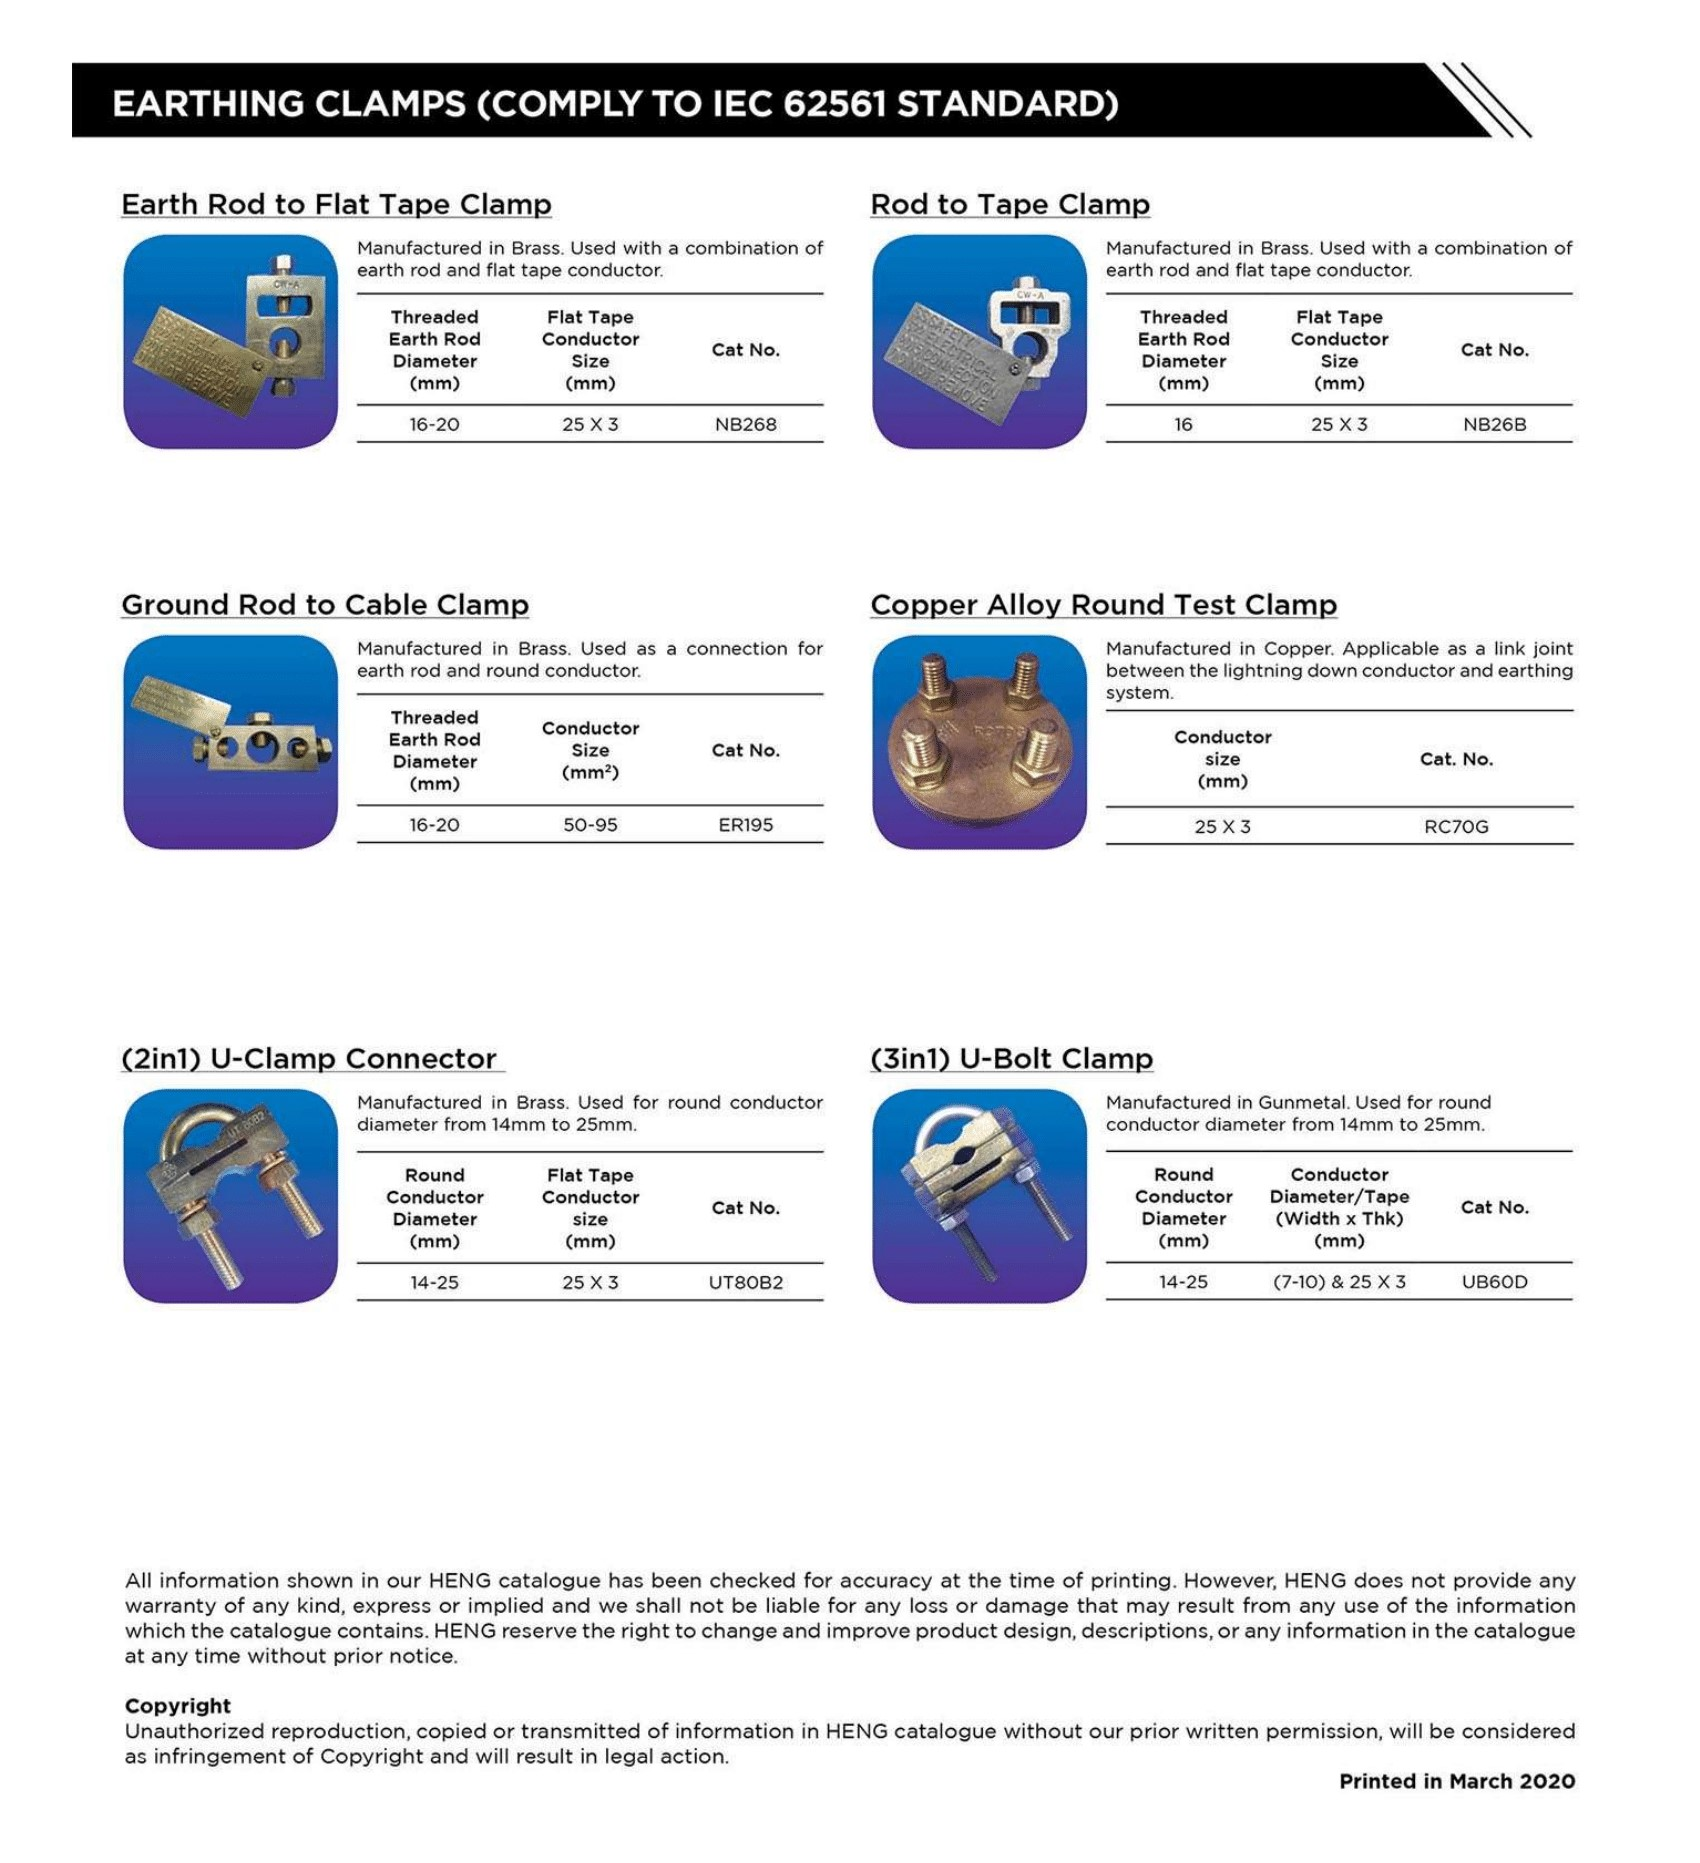 EARTHING CLAMPS (COMPLY TO IEC 62561 STANDARD)
Earth Rod to Flat Tape Clamp
CW-A
SAFETY
ELECTRICAL
CONNECTION
DO NOT REMOVE
Manufactured in Brass. Used with a combination of
earth rod and flat tape conductor.
Threaded Earth Rod Diameter (mm) Flat Tape Conductor Size (mm) Cat No.
16-20 25 X 3 NB268
Rod to Tape Clamp
CW-A
SAFETY
ELECTRICAL
CONNECTION
NOT REMOVE
Manufactured in Brass. Used with a combination of
earth rod and flat tape conductor.
Threaded Earth Rod Diameter (mm) Flat Tape Conductor Size (mm) Cat No.
16 25 X 3 NB26B
Ground Rod to Cable Clamp
Manufactured in Brass. Used as a connection for
earth rod and round conductor.
Threaded Earth Rod Diameter (mm) Conductor Size (mm²) Cat No.
16-20 50-95 ER195
Copper Alloy Round Test Clamp
Manufactured in Copper. Applicable as a link joint
between the lightning down conductor and earthing
system.
Conductor size (mm) Cat. No.
25 X 3 RC70G
(2in1) U-Clamp Connector
UT 80B2
Manufactured in Brass. Used for round conductor
diameter from 14mm to 25mm.
Round Conductor Diameter (mm) Flat Tape Conductor size (mm) Cat No.
14-25 25 X 3 UT80B2
(3in1) U-Bolt Clamp
Manufactured in Gunmetal. Used for round
conductor diameter from 14mm to 25mm.
Round Conductor Diameter (mm) Conductor Diameter/Tape (Width x Thk) (mm) Cat No.
14-25 (7-10) & 25 X 3 UB60D
All information shown in our HENG catalogue has been checked for accuracy at the time of printing. However, HENG does not provide any
warranty of any kind, express or implied and we shall not be liable for any loss or damage that may result from any use of the information
which the catalogue contains. HENG reserve the right to change and improve product design, descriptions, or any information in the catalogue
at any time without prior notice.
Copyright
Unauthorized reproduction, copied or transmitted of information in HENG catalogue without our prior written permission, will be considered
as infringement of Copyright and will result in legal action.
Printed in March 2020